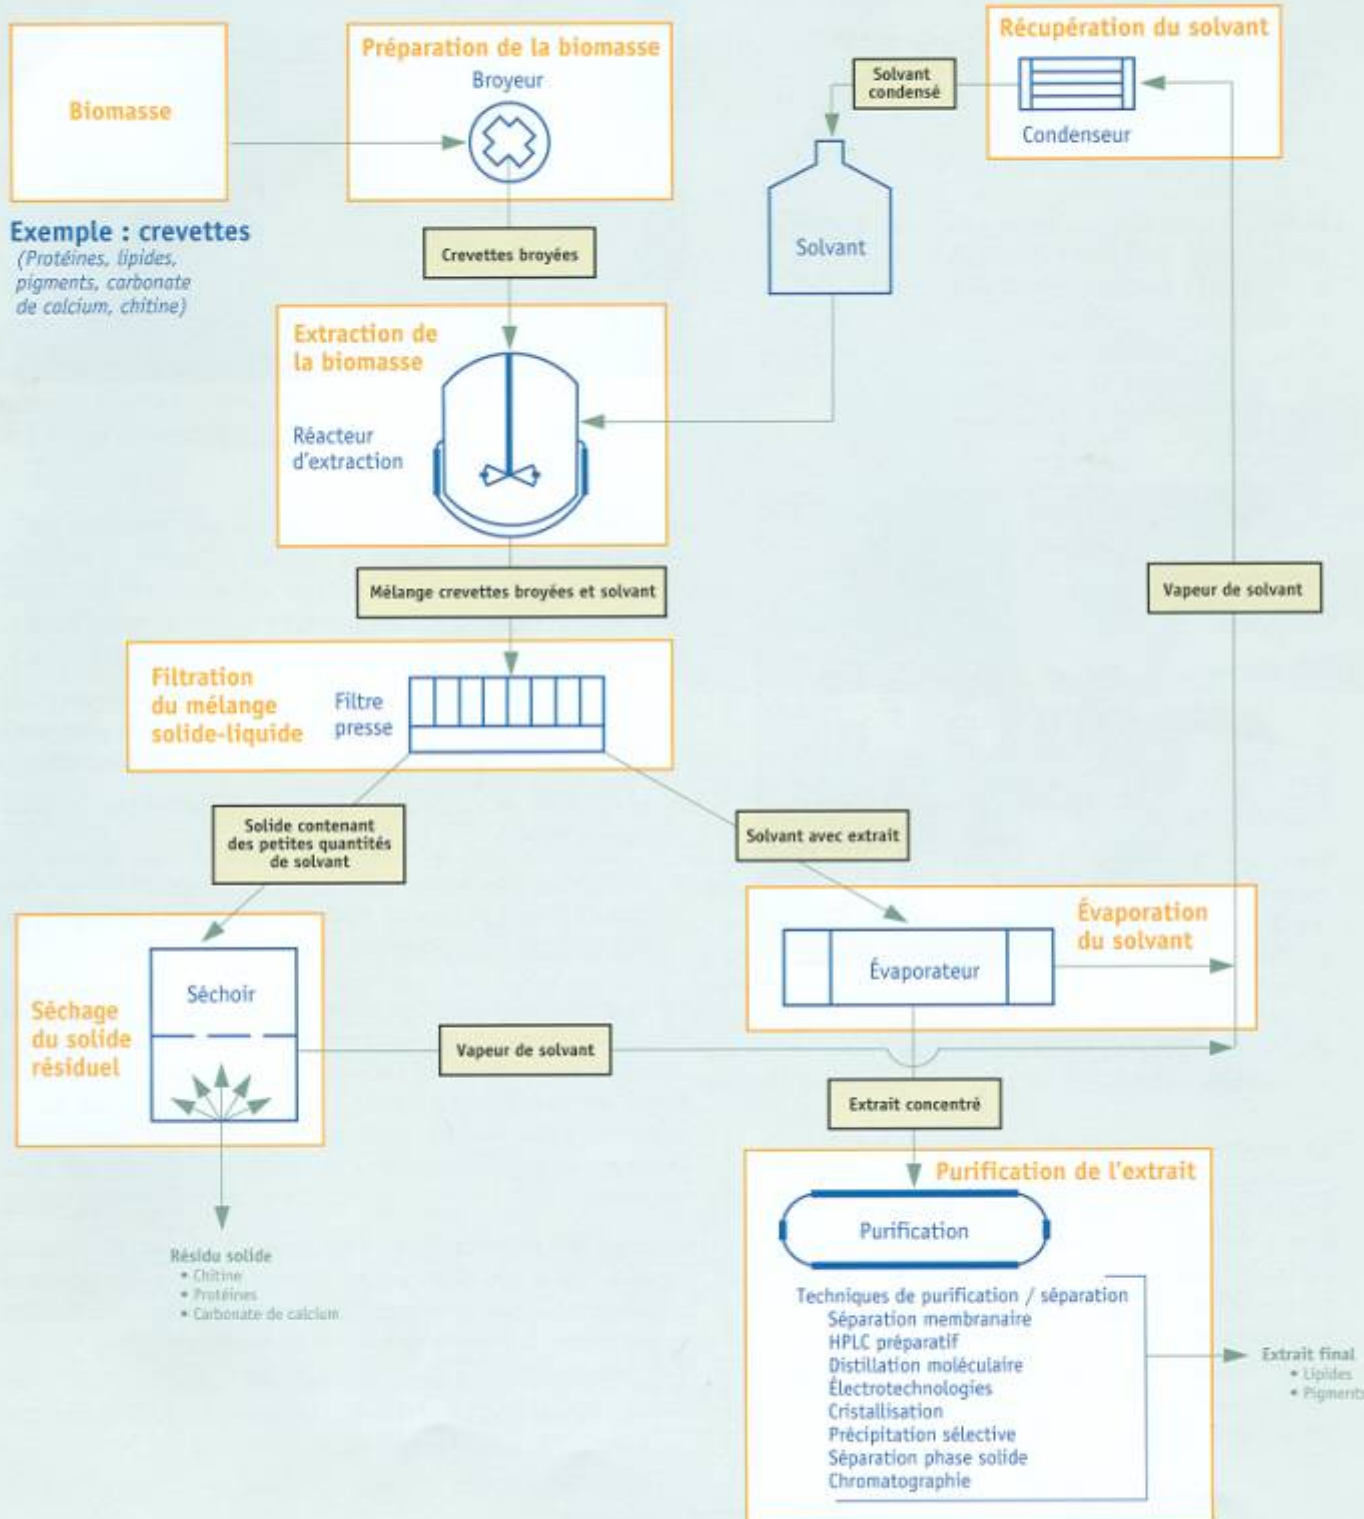 Biomasse
Exemple : crevettes
(Protéines, lipides,
pigments, carbonate
de calcium, chitine)
Préparation de la biomasse
Broyeur
Crevettes broyées
Récupération du solvant
Condenseur
Solvant
condensé
Solvant
Extraction de
la biomasse
Réacteur
d'extraction
Mélange crevettes broyées et solvant
Vapeur de solvant
Filtration
du mélange
solide-liquide
Filtre
presse
Solide contenant
des petites quantités
de solvant
Solvant avec extrait
Évaporation
du solvant
Évaporateur
Séchage
du solide
résiduel
Séchoir
Vapeur de solvant
Extrait concentré
Résidu solide
• Chitine
• Protéines
• Carbonate de calcium
Purification de l'extrait
Purification
Techniques de purification / séparation
Séparation membranaire
HPLC préparatif
Distillation moléculaire
Électrotechnologies
Cristallisation
Précipitation sélective
Séparation phase solide
Chromatographie
Extrait final
• Lipides
• Pigments